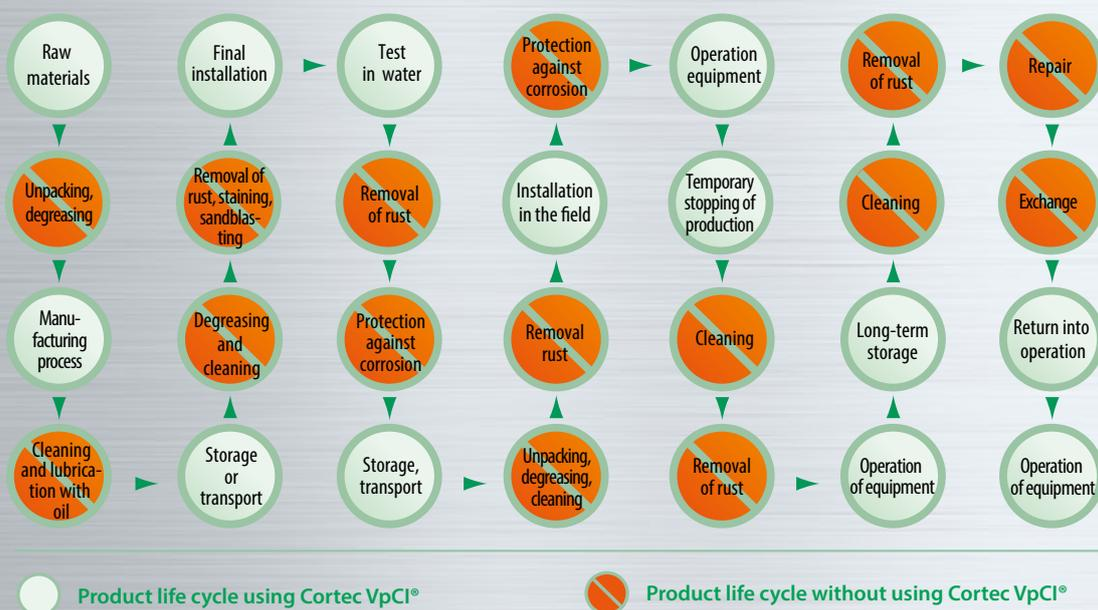 Raw
materials
Unpacking,
degreasing
Manu-
facturing
process
Cleaning
and lubrica-
tion with
oil
Storage
or
transport
Degreasing
and
cleaning
Removal of
rust, staining,
sandblas-
ting
Final
installation
Test
in water
Removal
of rust
Protection
against
corrosion
Storage,
transport
Unpacking,
degreasing,
cleaning
Removal
rust
Installation
in the field
Protection
against
corrosion
Operation
equipment
Temporary
stopping of
production
Cleaning
Removal
of rust
Operation
of equipment
Long-term
storage
Cleaning
Removal
of rust
Repair
Exchange
Return into
operation
Operation
of equipment
Product life cycle using Cortec VpCI®
Product life cycle without using Cortec VpCI®